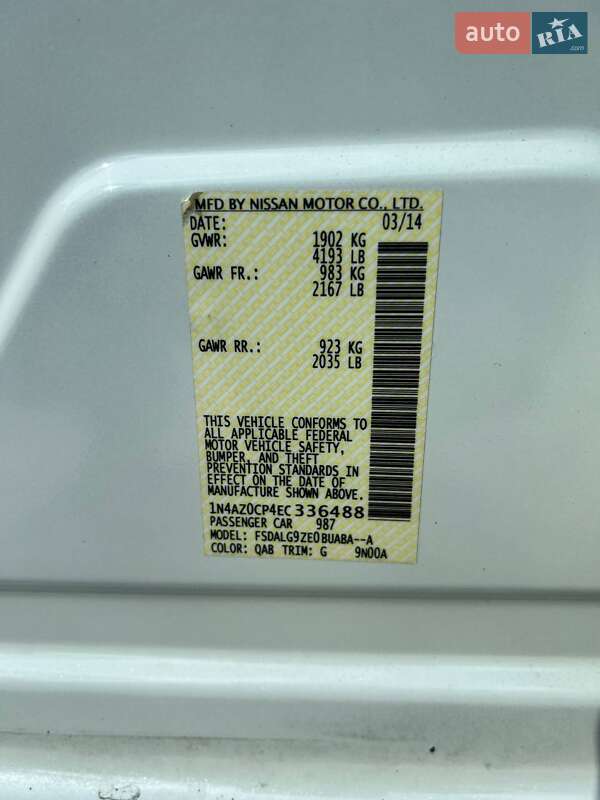 auto RIA.com
MFD BY NISSAN MOTOR CO., LTD.
DATE: 03/14
GVWR: 1902 KG
4193 LB
GAWR FR.: 983 KG
2167 LB
GAWR RR.: 923 KG
2035 LB
THIS VEHICLE CONFORMS TO
ALL APPLICABLE FEDERAL
MOTOR VEHICLE SAFETY,
BUMPER, AND THEFT
PREVENTION STANDARDS IN
EFFECT ON THE DATE OF
MANUFACTURE SHOWN ABOVE.
1N4AZ0CP4EC336488
PASSENGER CAR 987
MODEL: FSDALG9ZE0BUABA--A
COLOR: QAB TRIM: G 9N00A